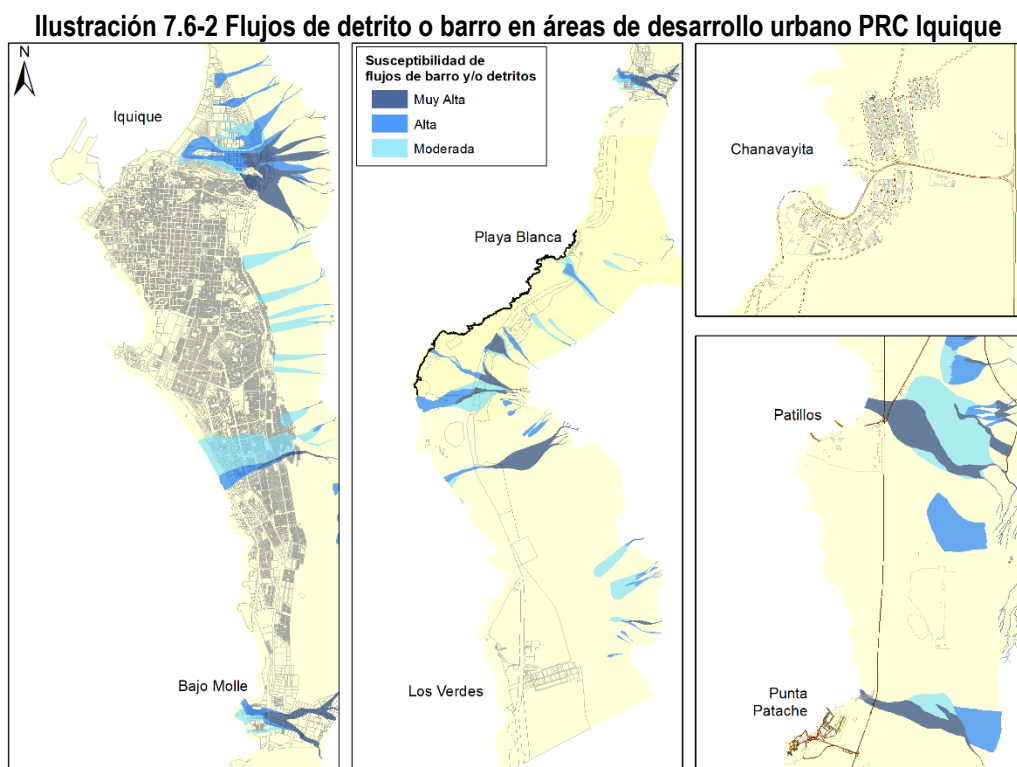 Ilustración 7.6-2 Flujos de detrito o barro en áreas de desarrollo urbano PRC Iquique
N
Iquique
Bajo Molle
Susceptibilidad de
flujos de barro y/o detritos
Muy Alta
Alta
Moderada
Playa Blanca
Los Verdes
Chanavayita
Patillos
Punta
Patache